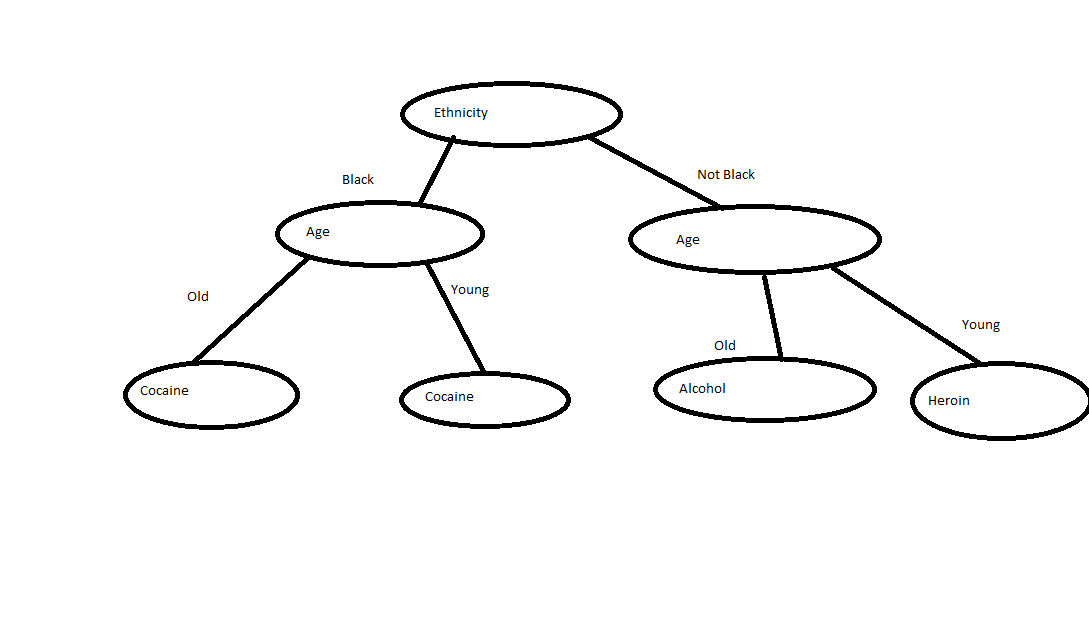 Ethnicity
Black
Not Black
Age
Age
Old
Young
Old
Young
Cocaine
Cocaine
Alcohol
Heroin